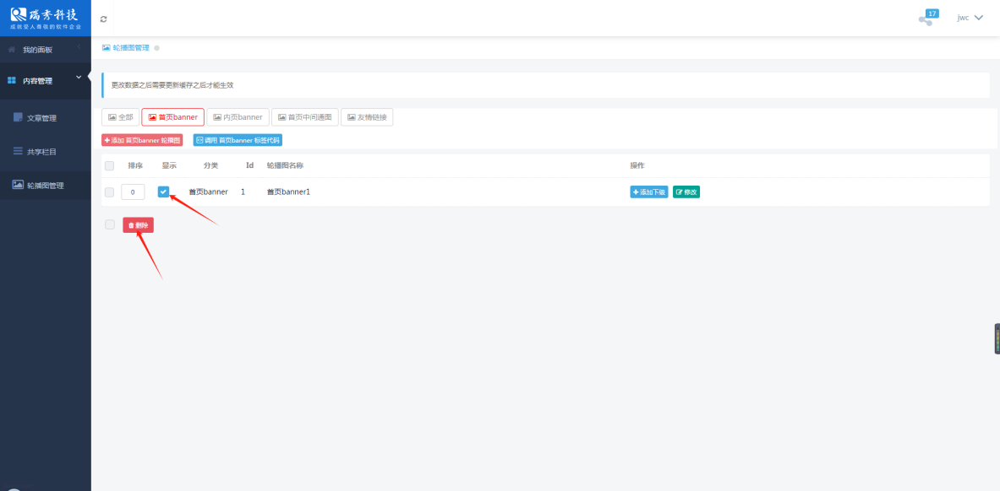 瑞秀科技
成就受人尊敬的软件企业
17
jwc
我的面板
轮播图管理
内容管理
更改数据之后需要更新缓存之后才能生效
文章管理
全部 首页banner 内页banner 首页中间通图 友情链接
添加 首页banner 轮播图 调用 首页banner 标签代码
共享栏目
排序 显示 分类 Id 轮播图名称 操作
轮播图管理
0 首页banner 1 首页banner1 添加下级 修改
删除